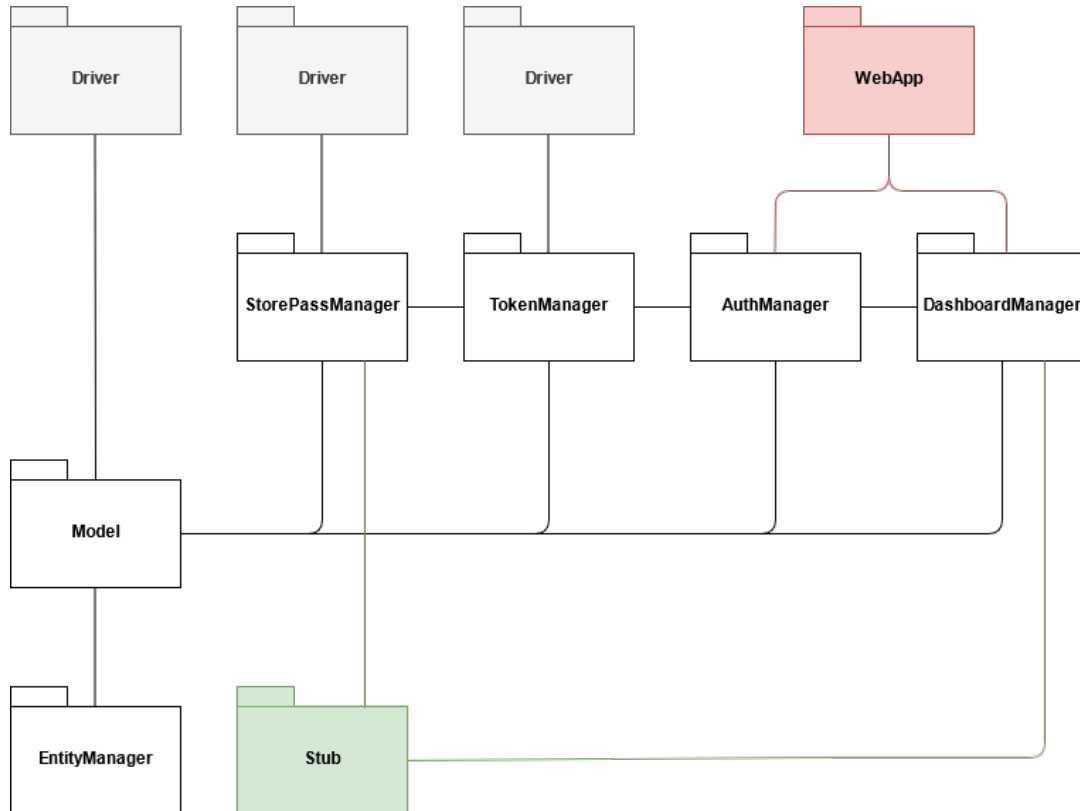 Driver
Driver
Driver
WebApp
StorePassManager
TokenManager
AuthManager
DashboardManager
Model
EntityManager
Stub